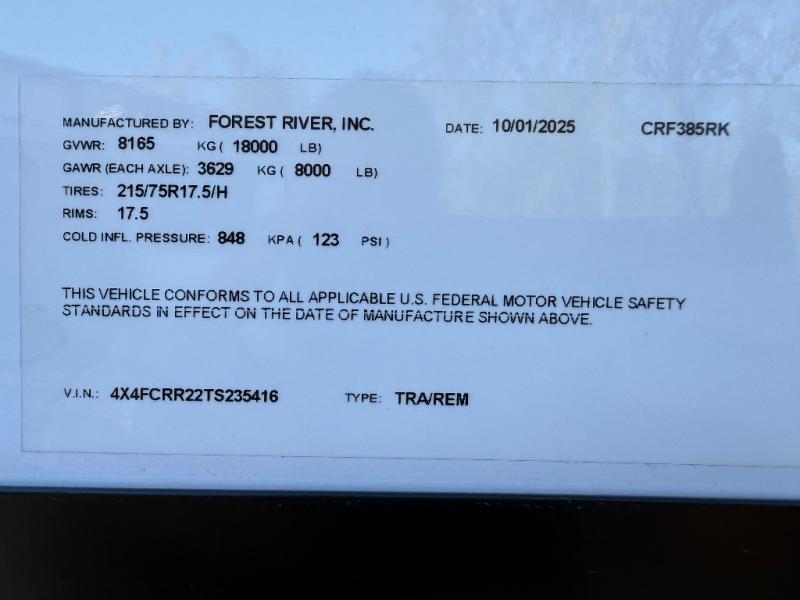 MANUFACTURED BY: FOREST RIVER, INC. DATE: 10/01/2025 CRF385RK
GVWR: 8165 KG ( 18000 LB)
GAWR (EACH AXLE): 3629 KG ( 8000 LB)
TIRES: 215/75R17.5/H
RIMS: 17.5
COLD INFL. PRESSURE: 848 KPA ( 123 PSI )
THIS VEHICLE CONFORMS TO ALL APPLICABLE U.S. FEDERAL MOTOR VEHICLE SAFETY
STANDARDS IN EFFECT ON THE DATE OF MANUFACTURE SHOWN ABOVE.
V.I.N.: 4X4FCRR22TS235416 TYPE: TRA/REM